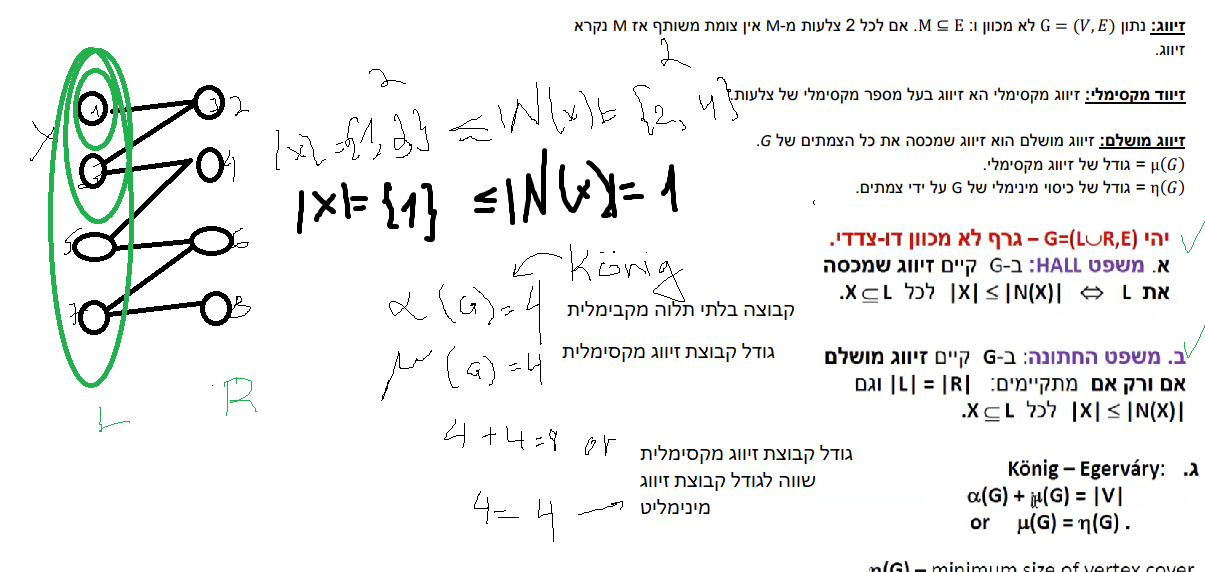 זיווג: נתון G = (V, E) לא מכוון ו: M ⊆ E. אם לכל 2 צלעות מ-M אין צומת משותף אז M נקרא
זיווג.
זיווד מקסימלי: זיווג מקסימלי הא זיווג בעל מספר מקסימלי של צלעות.
זיווג מושלם: זיווג מושלם הוא זיווג שמכסה את כל הצמתים של G.
μ(G) = גודל של זיווג מקסימלי.
η(G) = גודל של כיסוי מינימלי של G על ידי צמתים.
יהי G=(L∪R,E) – גרף לא מכוון דו-צדדי.
א. משפט HALL: ב-G קיים זיווג שמכסה
את L ⇔ |X| ≤ |N(X)| לכל X ⊆ L.
ב. משפט החתונה: ב-G קיים זיווג מושלם
אם ורק אם מתקיימים: |L| = |R| וגם
|X| ≤ |N(X)| לכל X ⊆ L.
ג. König – Egerváry:
α(G) + μ(G) = |V|
or μ(G) = η(G) .
η(G) – minimum size of vertex cover
X
1 2
4
5 6
7 8
L R
2 2
|X|={1,3} ≤ |N(X)|= {2,4}
|X|= {1} ≤ |N(X)|= 1
König
α(G)=4
קבוצה בלתי תלוה מקבימלית
μ(G)=4
גודל קבוצת זיווג מקסימלית
4+4=8 or
4=4
גודל קבוצת זיווג מקסימלית
שווה לגודל קבוצת זיווג
מינימליט